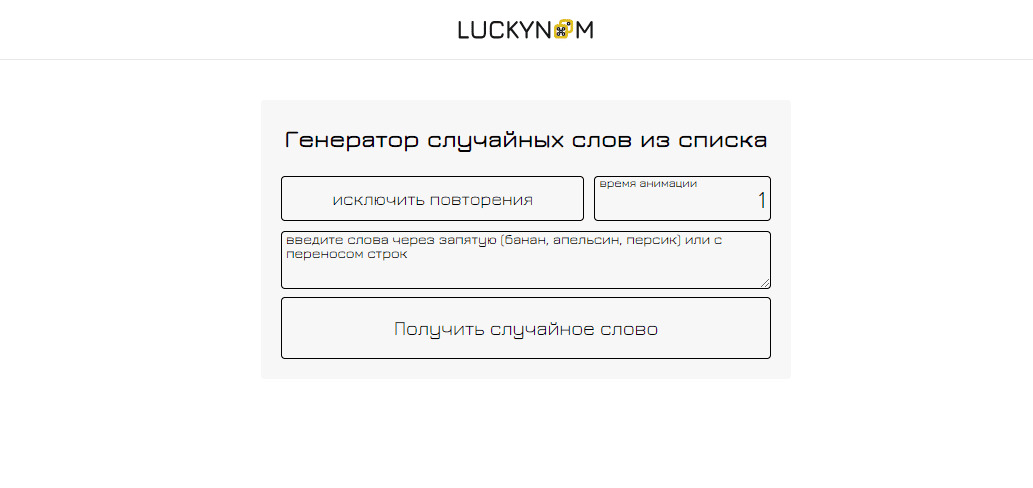 LUCKYNOM
Генератор случайных слов из списка
исключить повторения
время анимации
1
введите слова через запятую (банан, апельсин, персик) или с
переносом строк
Получить случайное слово